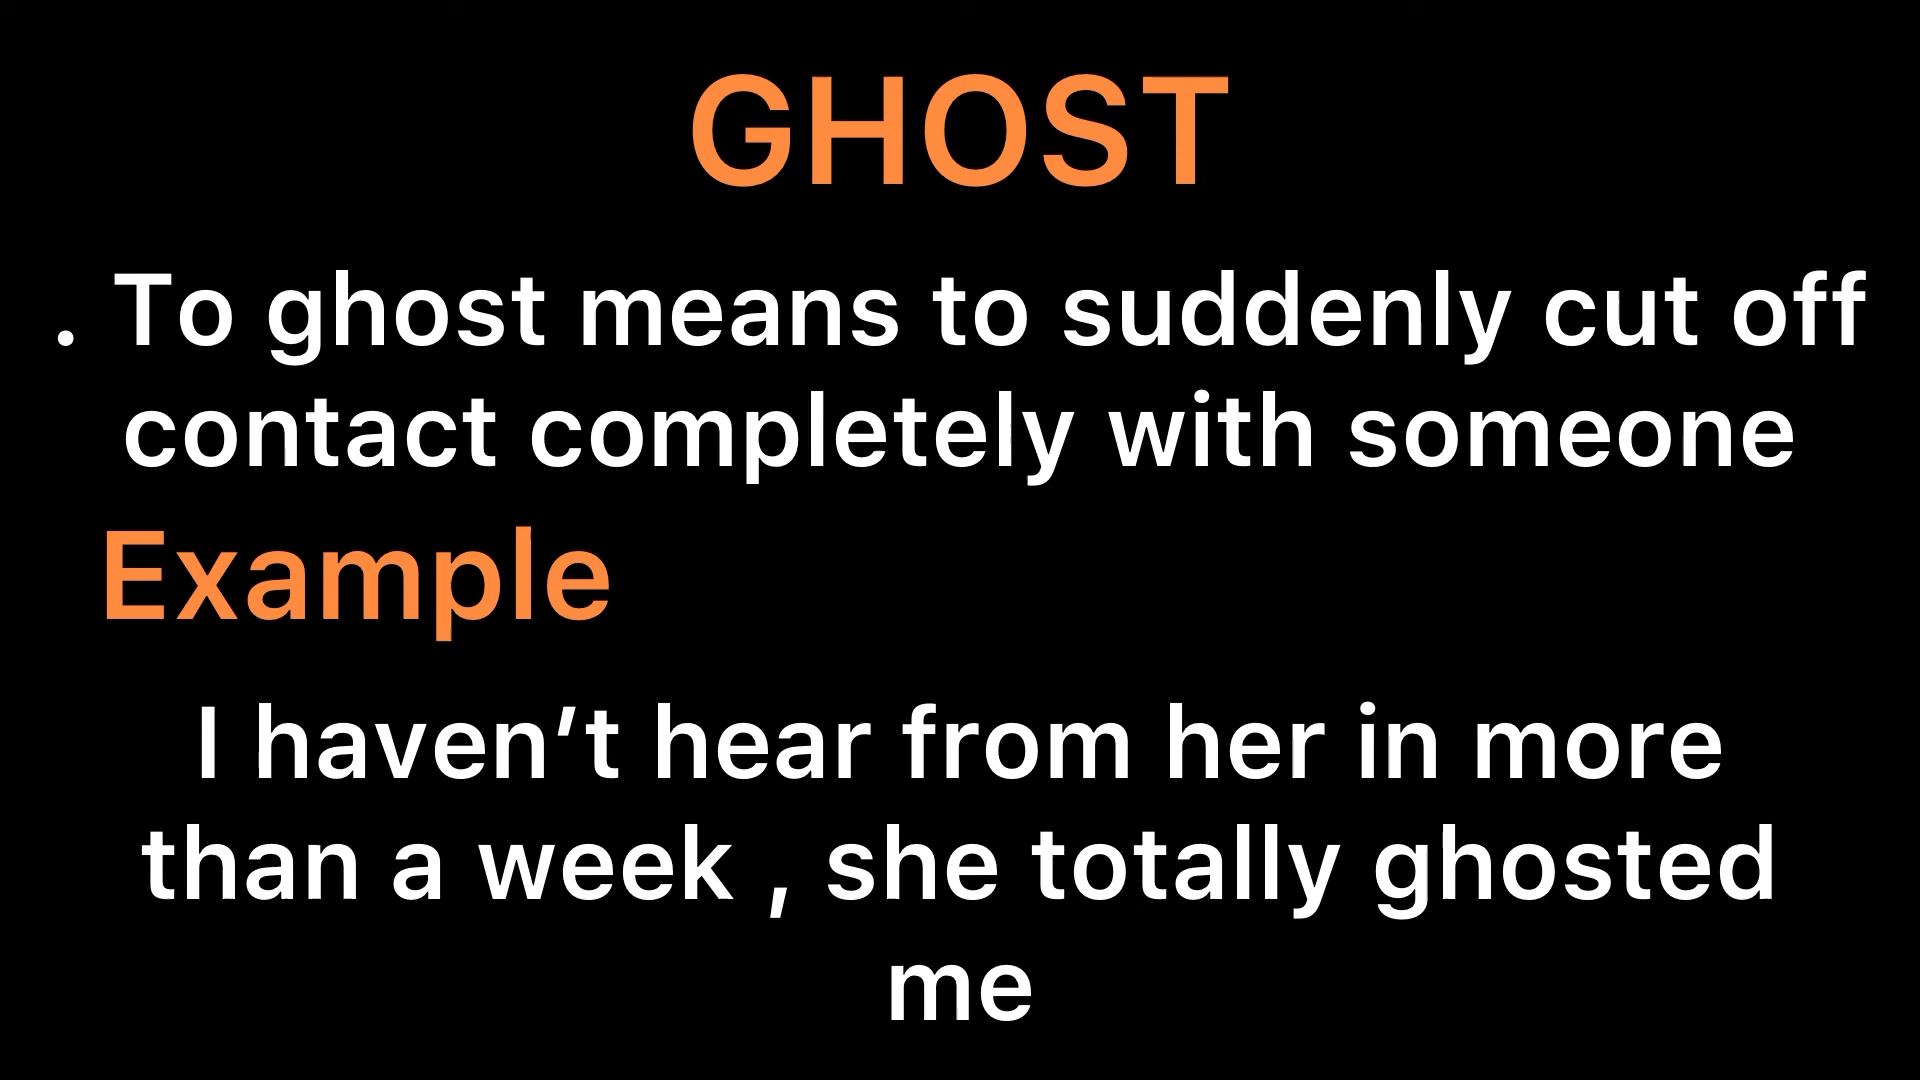 GHOST
. To ghost means to suddenly cut off
contact completely with someone
Example
I haven’t hear from her in more
than a week , she totally ghosted
me